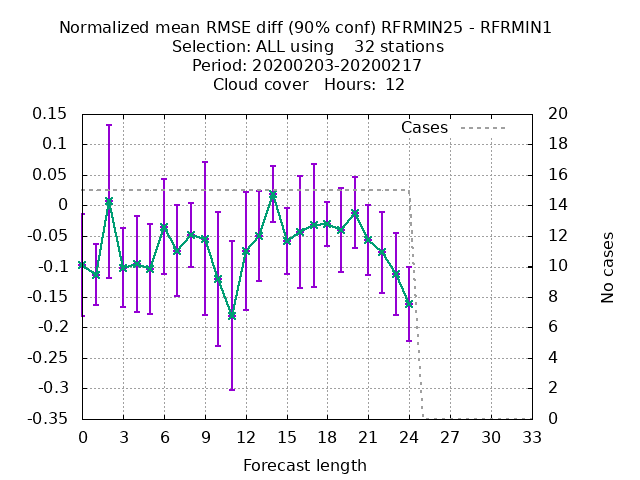 Normalized mean RMSE diff (90% conf) RFRMIN25 - RFRMIN1
Selection: ALL using    32 stations
Period: 20200203-20200217
Cloud cover   Hours:  12
Cases
0.15
0.1
0.05
0
-0.05
-0.1
-0.15
-0.2
-0.25
-0.3
-0.35
20
18
16
14
12
10
8
6
4
2
0
No cases
0 3 6 9 12 15 18 21 24 27 30 33
Forecast length